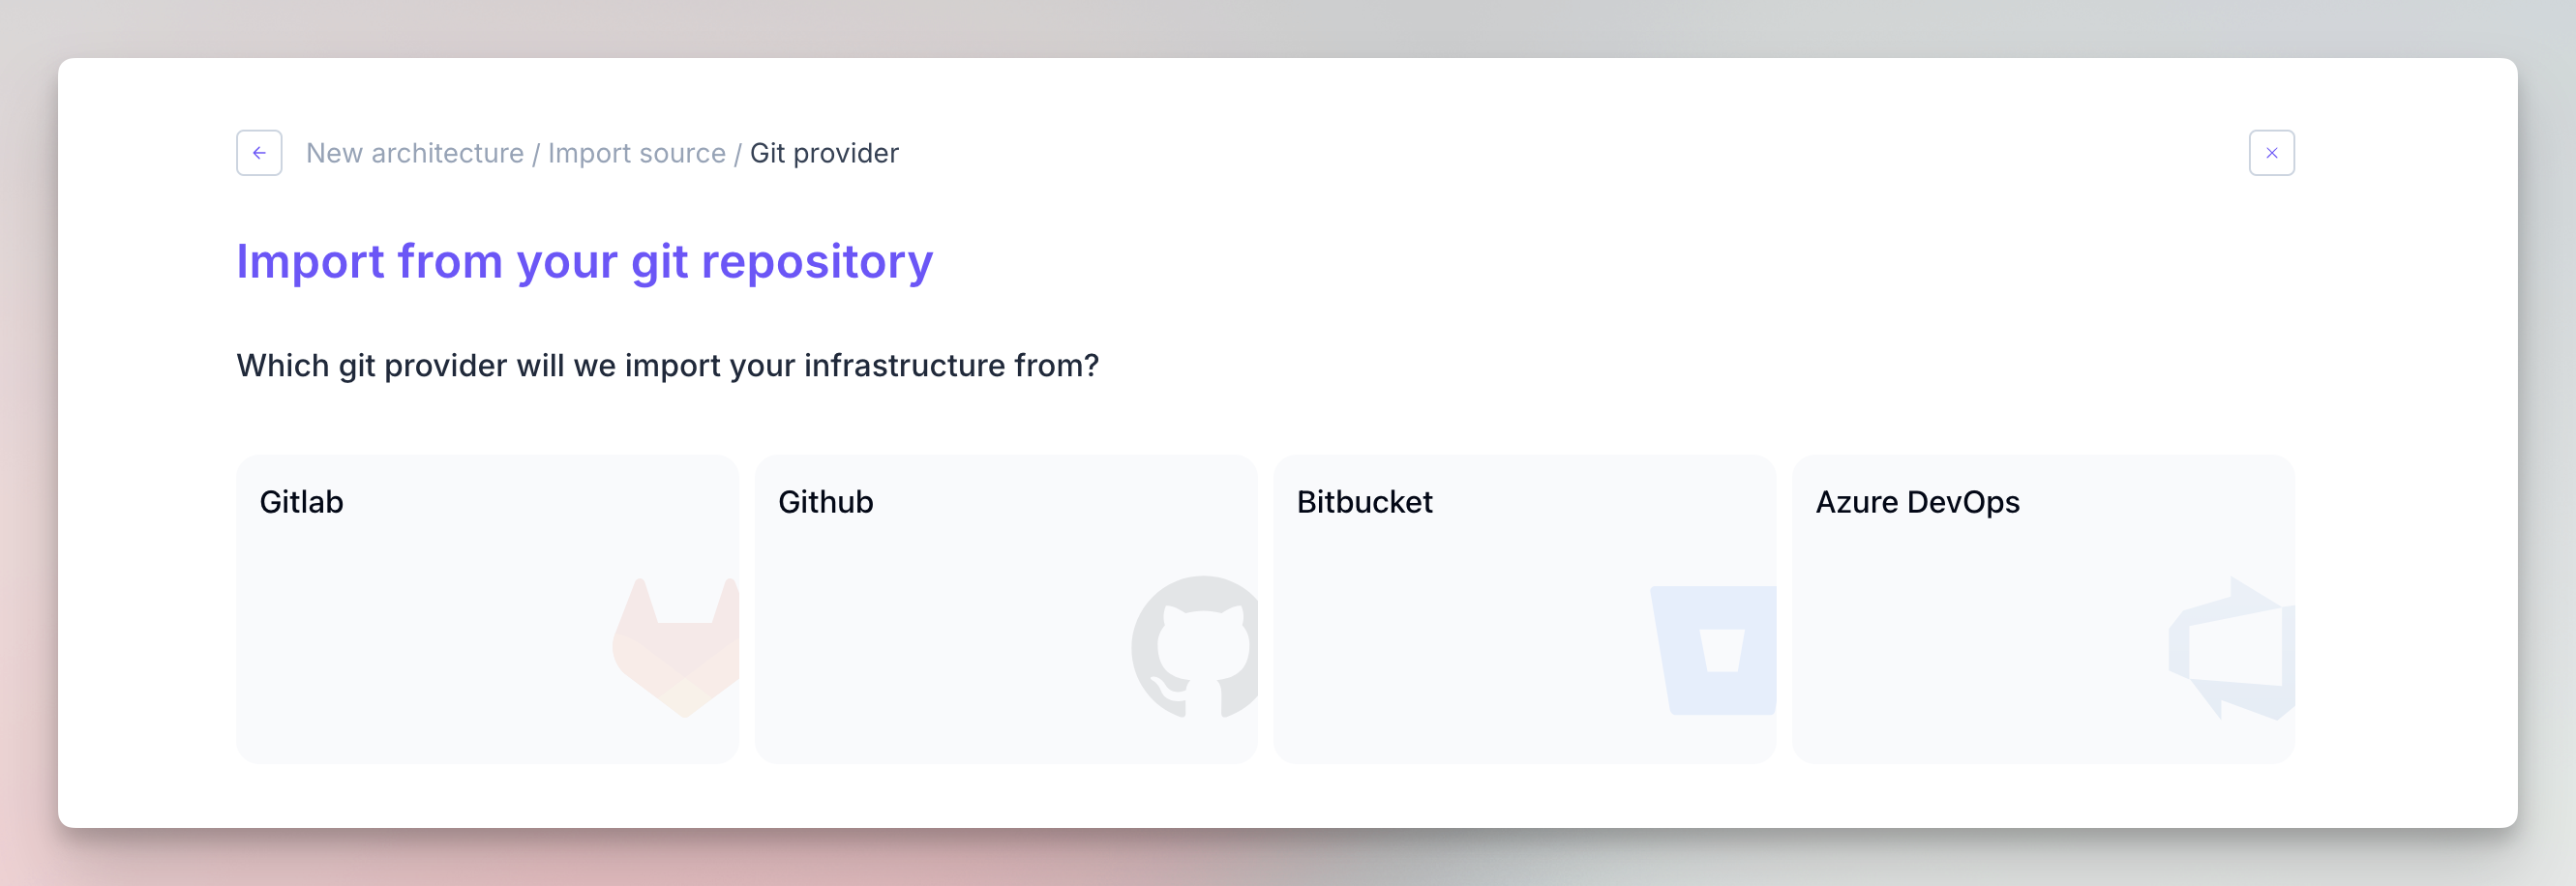 New architecture / Import source / Git provider
Import from your git repository
Which git provider will we import your infrastructure from?
Gitlab
Github
Bitbucket
Azure DevOps